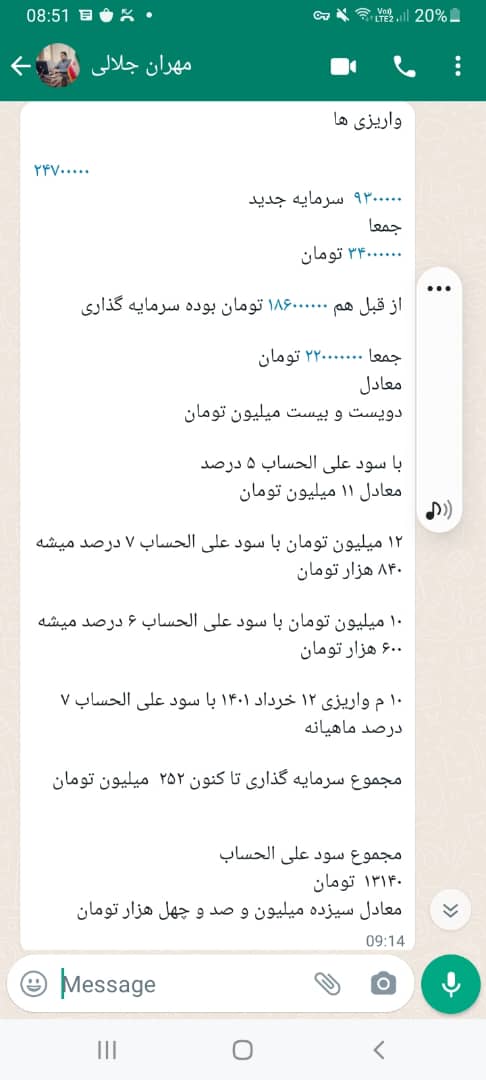 08:51
Vo))
LTE2
20%
مهران جلالی
واریزی ها
۲۴۷۰۰۰۰۰
۹۳۰۰۰۰۰ سرمایه جدید
جمعا
۳۴۰۰۰۰۰۰ تومان
از قبل هم ۱۸۶۰۰۰۰۰۰ تومان بوده سرمایه گذاری
جمعا ۲۲۰۰۰۰۰۰۰ تومان
معادل
دویست و بیست میلیون تومان
با سود علی الحساب ۵ درصد
معادل ۱۱ میلیون تومان
۱۲ میلیون تومان با سود علی الحساب ۷ درصد میشه
۸۴۰ هزار تومان
۱۰ میلیون تومان با سود علی الحساب ۶ درصد میشه
۶۰۰ هزار تومان
۱۰ م واریزی ۱۲ خرداد ۱۴۰۱ با سود علی الحساب ۷
درصد ماهیانه
مجموع سرمایه گذاری تا کنون ۲۵۲ میلیون تومان
مجموع سود علی الحساب
۱۳۱۴۰ تومان
معادل سیزده میلیون و صد و چهل هزار تومان
09:14
Message